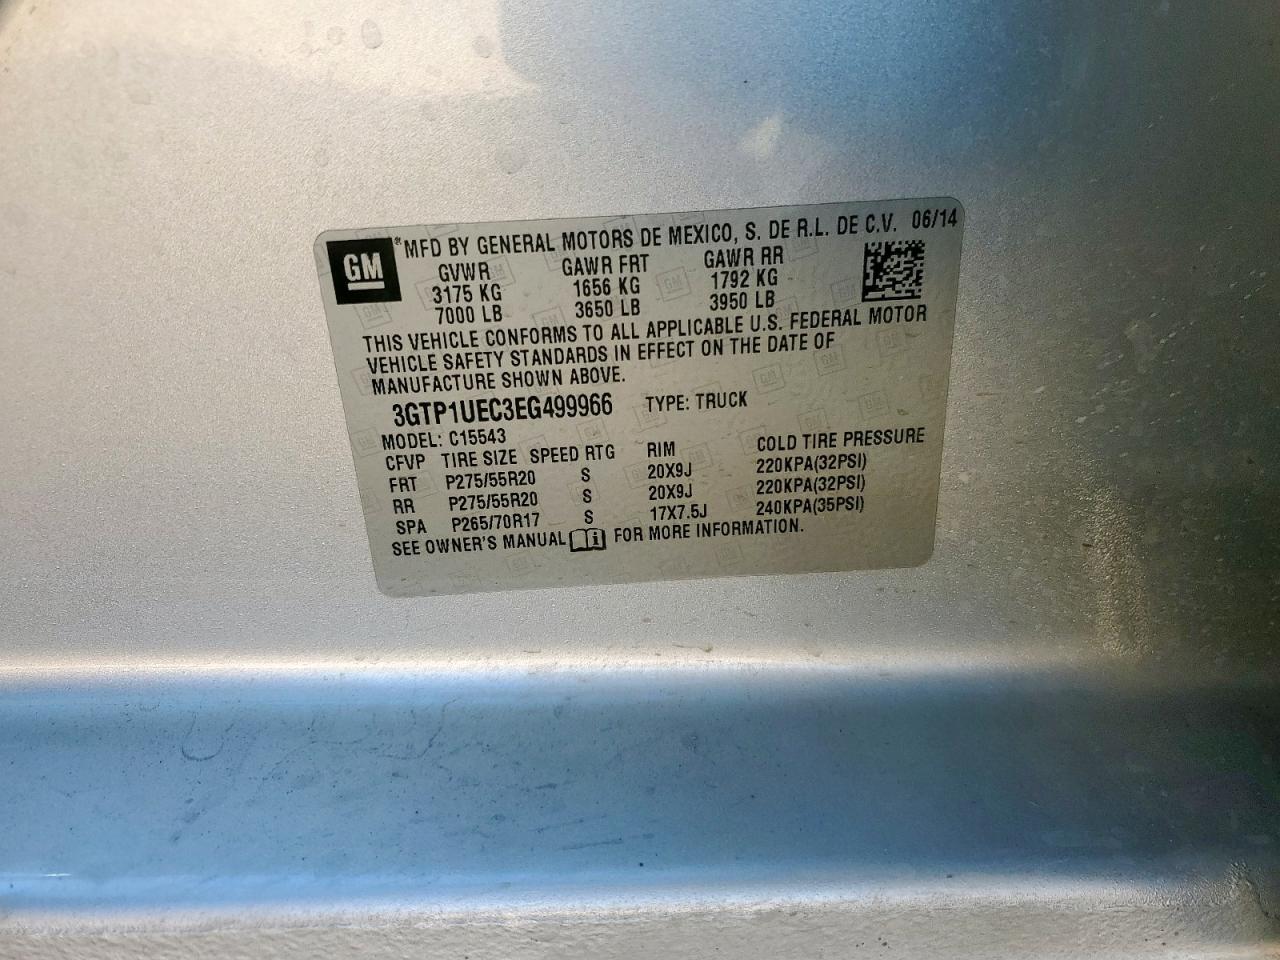 GM
*MFD BY GENERAL MOTORS DE MEXICO, S. DE R.L. DE C.V. 06/14
GVWR GAWR FRT GAWR RR
3175 KG 1656 KG 1792 KG
7000 LB 3650 LB 3950 LB
THIS VEHICLE CONFORMS TO ALL APPLICABLE U.S. FEDERAL MOTOR
VEHICLE SAFETY STANDARDS IN EFFECT ON THE DATE OF
MANUFACTURE SHOWN ABOVE.
3GTP1UEC3EG499966 TYPE: TRUCK
MODEL: C15543
CFVP TIRE SIZE SPEED RTG RIM COLD TIRE PRESSURE
FRT P275/55R20 S 20X9J 220KPA(32PSI)
RR P275/55R20 S 20X9J 220KPA(32PSI)
SPA P265/70R17 S 17X7.5J 240KPA(35PSI)
SEE OWNER'S MANUAL FOR MORE INFORMATION.